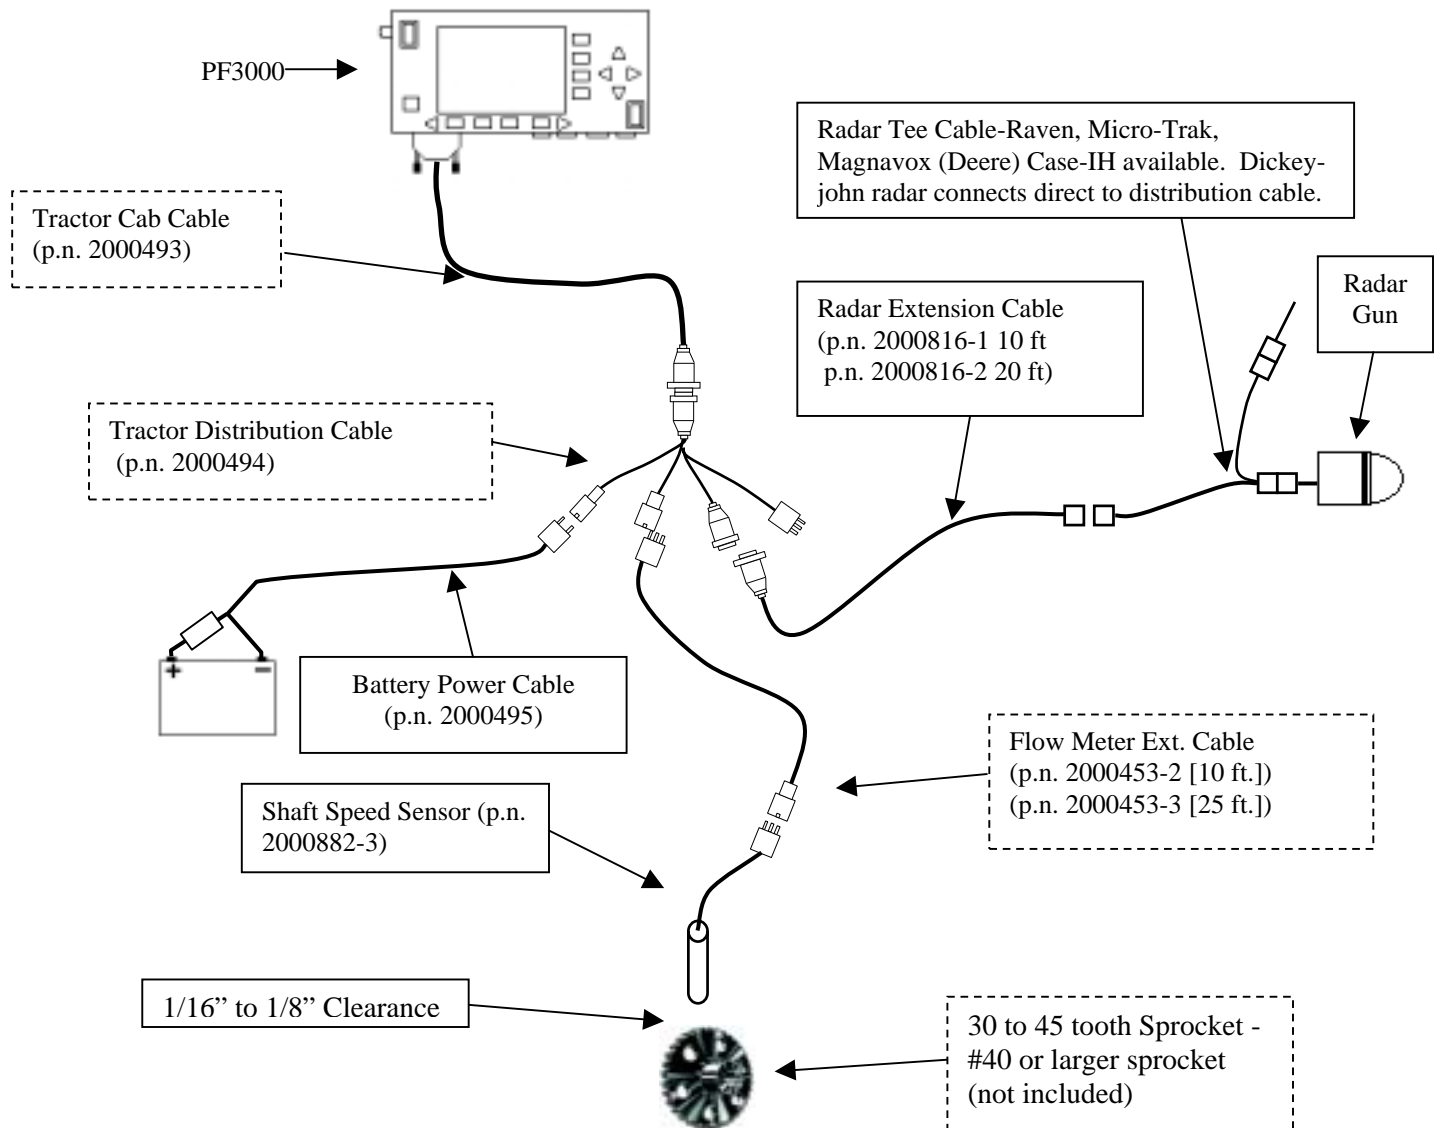 PF3000
Radar Tee Cable-Raven, Micro-Trak,
Magnavox (Deere) Case-IH available.  Dickey-
john radar connects direct to distribution cable.
Tractor Cab Cable
(p.n. 2000493)
Radar Extension Cable
(p.n. 2000816-1 10 ft
p.n. 2000816-2 20 ft)
Radar
Gun
Tractor Distribution Cable
(p.n. 2000494)
+ −
Battery Power Cable
(p.n. 2000495)
Flow Meter Ext. Cable
(p.n. 2000453-2 [10 ft.])
(p.n. 2000453-3 [25 ft.])
Shaft Speed Sensor (p.n.
2000882-3)
1/16” to 1/8” Clearance
30 to 45 tooth Sprocket -
#40 or larger sprocket
(not included)